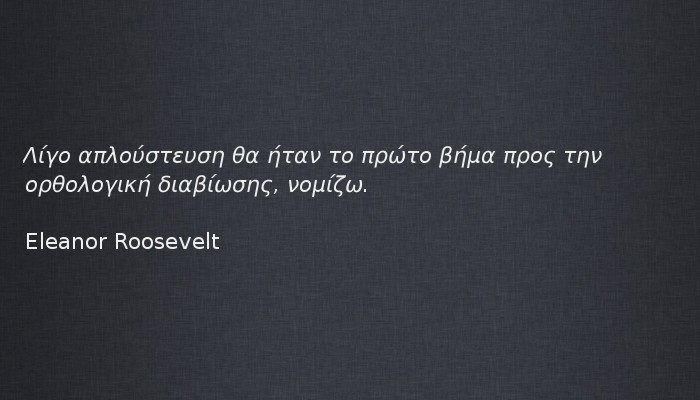 Λίγο απλούστευση θα ήταν το πρώτο βήμα προς την
ορθολογική διαβίωσης, νομίζω.
Eleanor Roosevelt